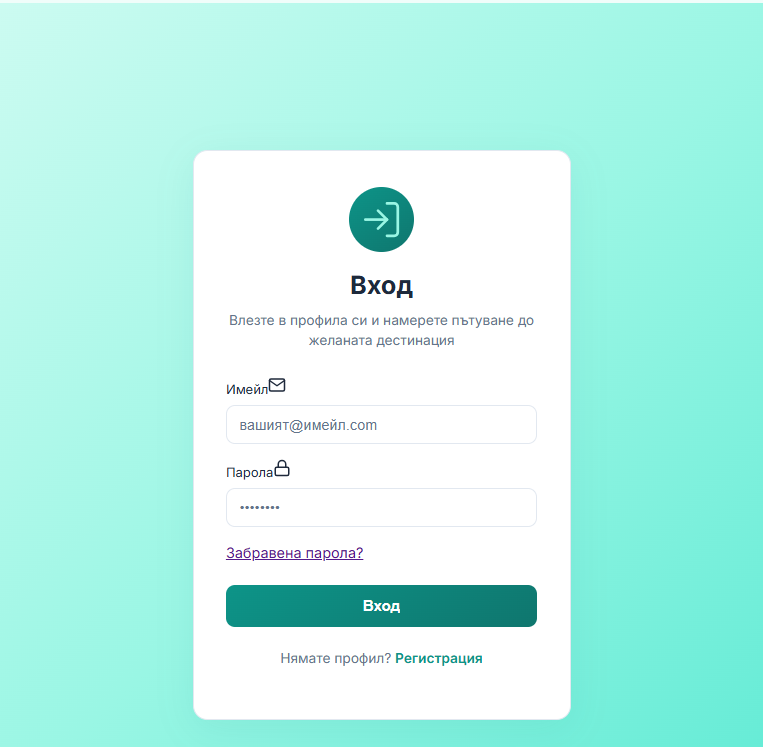 Вход
Влезте в профила си и намерете пътуване до
желаната дестинация
Имейл
вашият@имейл.com
Парола
••••••••
Забравена парола?
Вход
Нямате профил? Регистрация